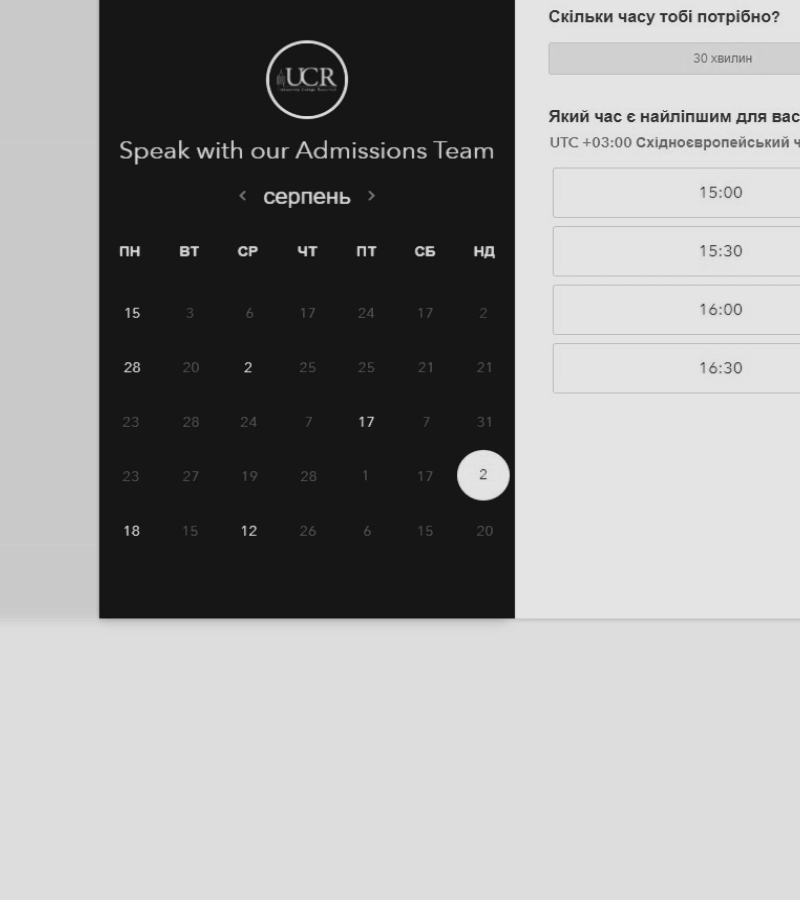 UCR
Speak with our Admissions Team
< серпень >
ПН ВТ СР ЧТ ПТ СБ НД
15 3 6 17 24 17 2
28 20 2 25 25 21 21
23 28 24 7 17 7 31
23 27 19 28 1 17 2
18 15 12 26 6 15 20
Скільки часу тобі потрібно?
30 хвилин
Який час є найліпшим для вас
UTC +03:00 Східноєвропейський ч
15:00
15:30
16:00
16:30